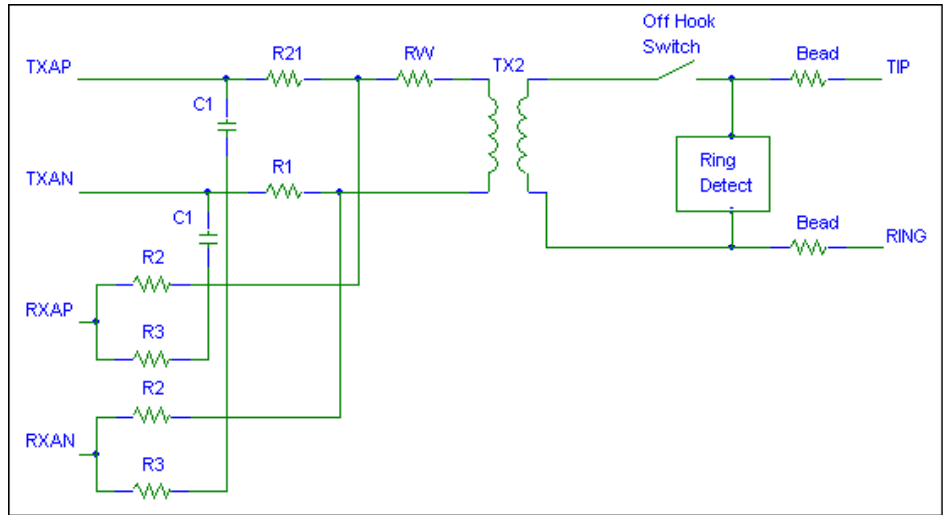 Off Hook
Switch
R21
RW
TX2
Bead
TXAP
TIP
C1
Ring
Detect
R1
TXAN
C1
Bead
RING
R2
RXAP
R3
R2
RXAN
R3